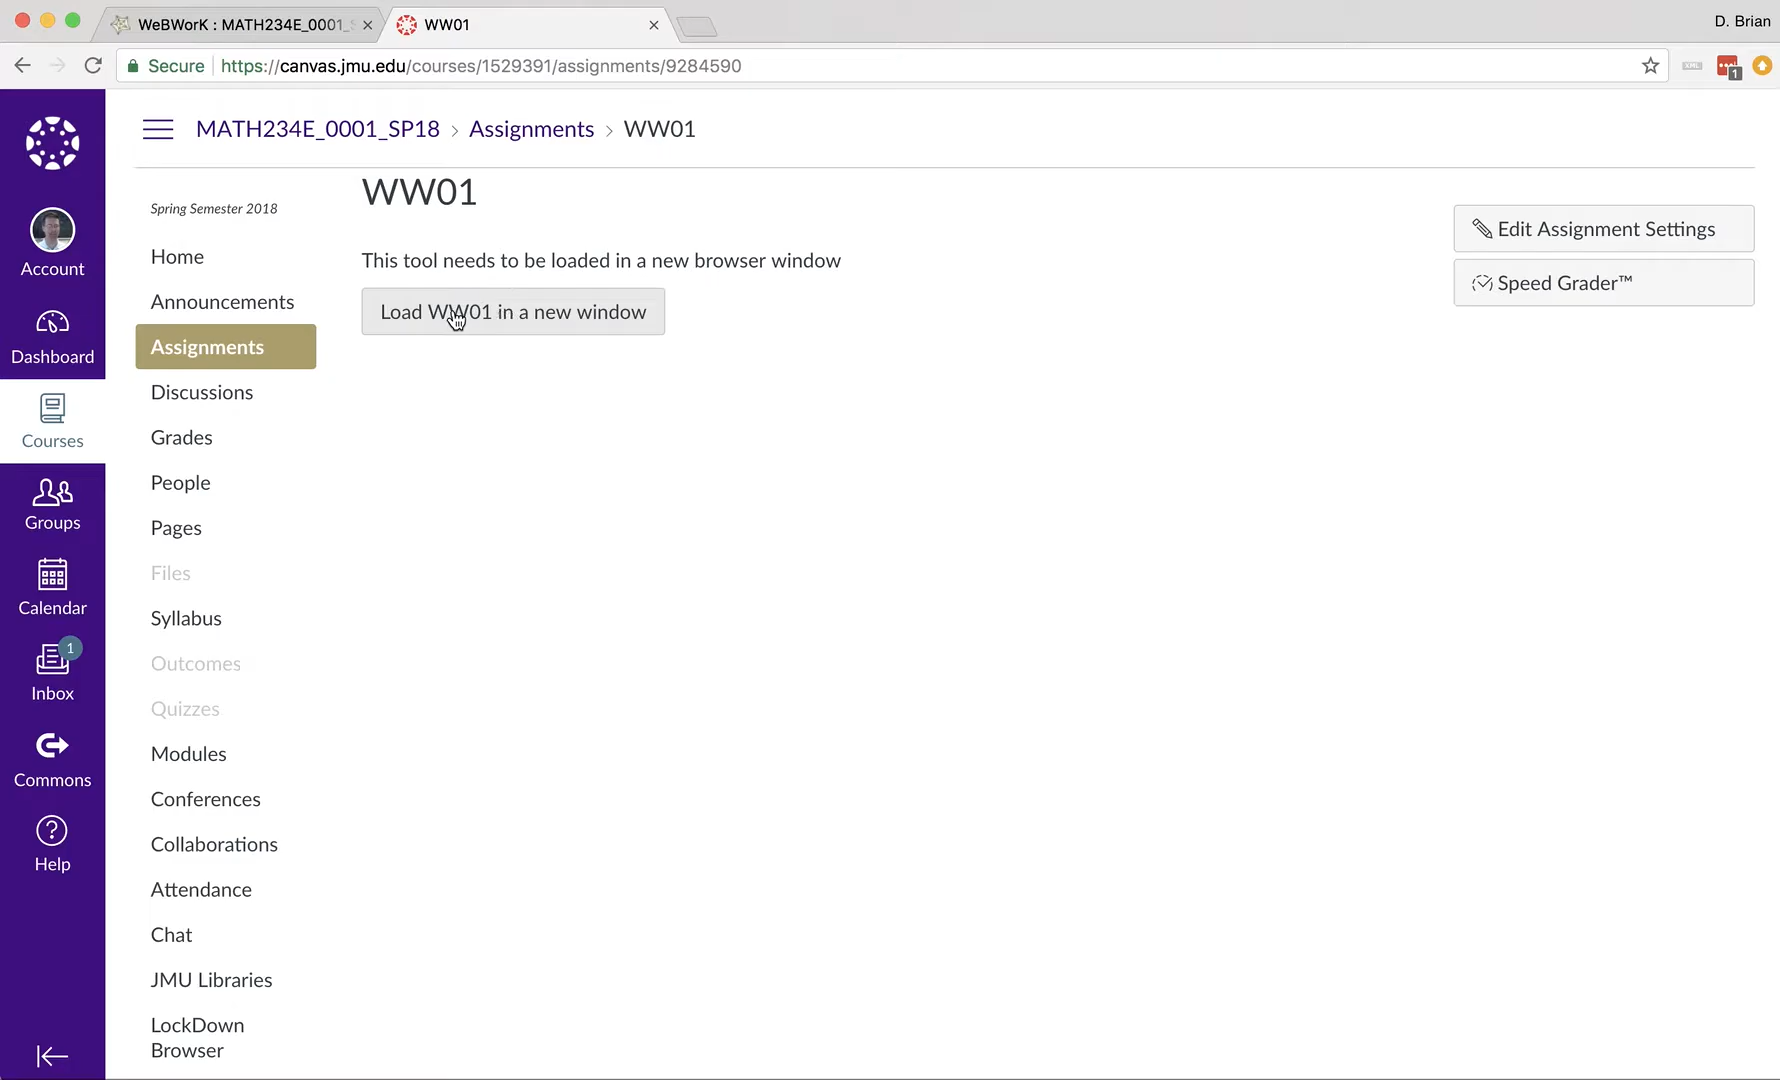 WeBWorK : MATH234E_0001_S
WW01
D. Brian
Secure
https://canvas.jmu.edu/courses/1529391/assignments/9284590
1
MATH234E_0001_SP18 › Assignments › WW01
Spring Semester 2018
WW01
This tool needs to be loaded in a new browser window
Load WW01 in a new window
Edit Assignment Settings
Speed Grader™
Account
Dashboard
Courses
Groups
Calendar
1
Inbox
Commons
Help
Home
Announcements
Assignments
Discussions
Grades
People
Pages
Files
Syllabus
Outcomes
Quizzes
Modules
Conferences
Collaborations
Attendance
Chat
JMU Libraries
LockDown
Browser